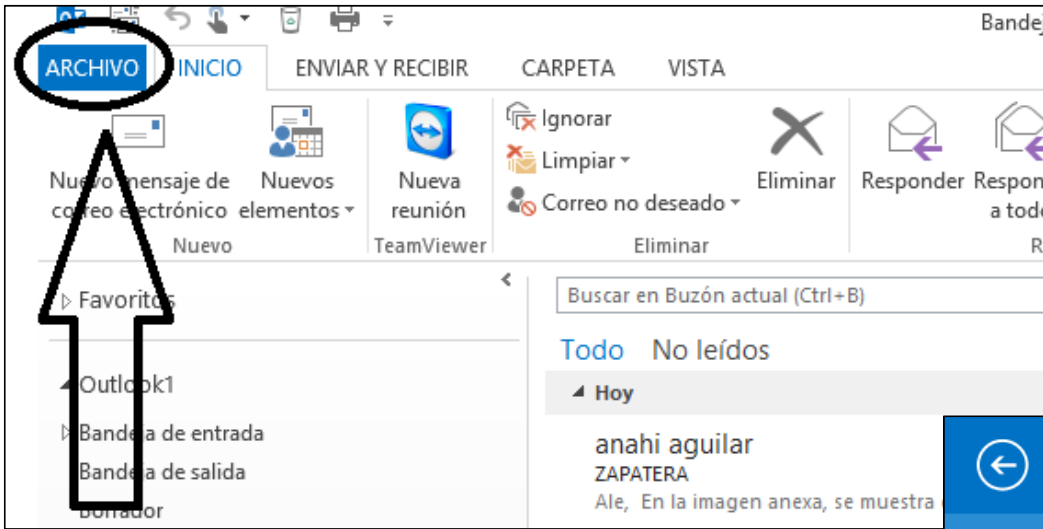 Bandej
ARCHIVO INICIO ENVIAR Y RECIBIR CARPETA VISTA
Nuevo mensaje de
correo electrónico
Nuevos
elementos
Nueva
reunión
Ignorar
Limpiar
Correo no deseado
Eliminar
Responder
Respon
a todo
Nuevo TeamViewer Eliminar R
Favoritos
Outlook1
Bandeja de entrada
Bandeja de salida
Borrador
Buscar en Buzón actual (Ctrl+B)
Todo No leídos
Hoy
anahi aguilar
ZAPATERA
Ale, En la imagen anexa, se muestra